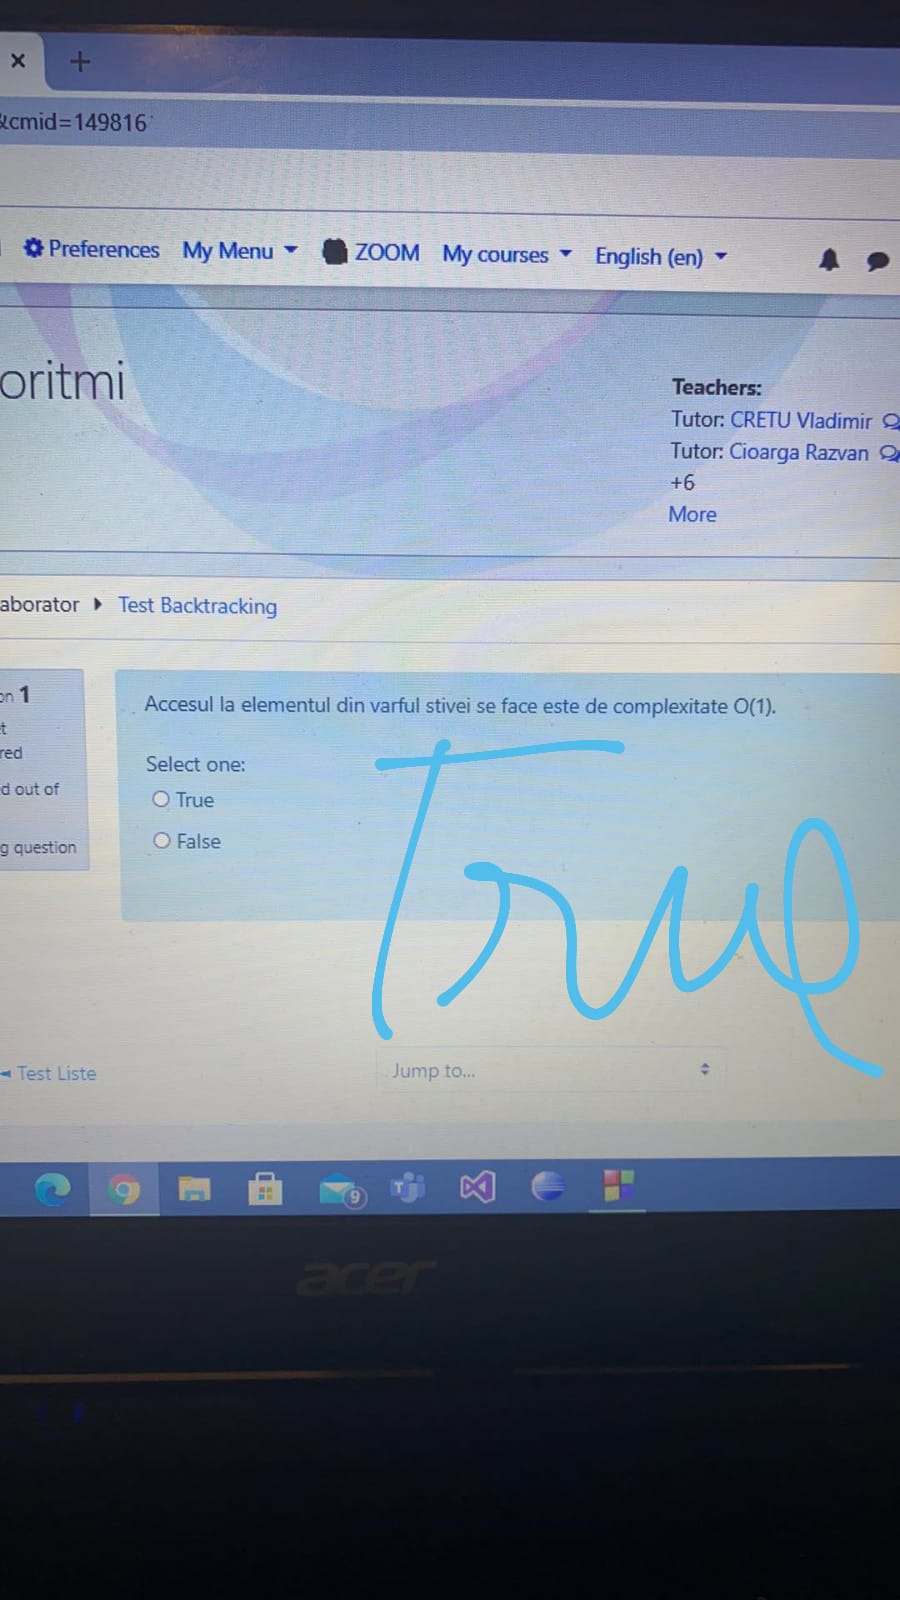 &cmid=149816
Preferences My Menu ZOOM My courses English (en)
oritmi
Teachers:
Tutor: CRETU Vladimir
Tutor: Cioarga Razvan
+6
More
aborator Test Backtracking
on 1
t
red
d out of
g question
Accesul la elementul din varful stivei se face este de complexitate O(1).
Select one:
True
False
True
Test Liste
Jump to...
9
T
acer